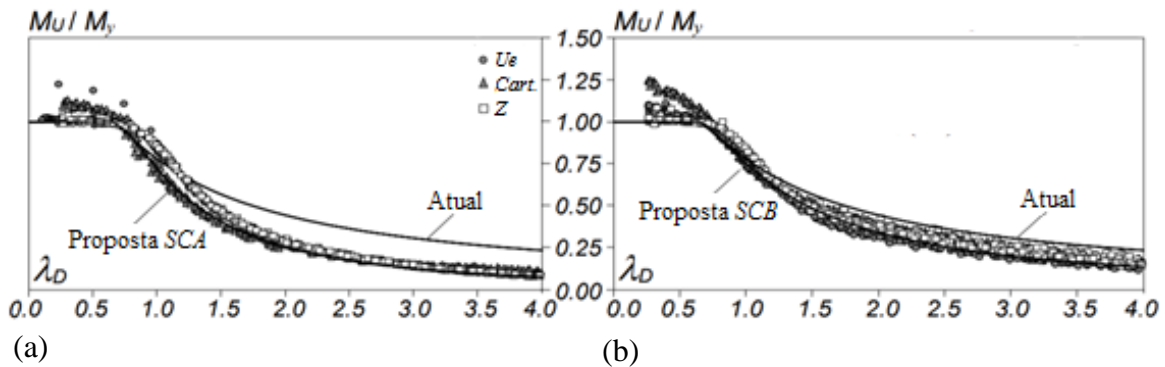 MU / My
Ue
Cart.
Z
Proposta SCA
Atual
λD
0.0 0.5 1.0 1.5 2.0 2.5 3.0 3.5 4.0
(a)
1.50
1.25
1.00
0.75
0.50
0.25
0.00
MU / My
Proposta SCB
Atual
λD
0.0 0.5 1.0 1.5 2.0 2.5 3.0 3.5 4.0
(b)